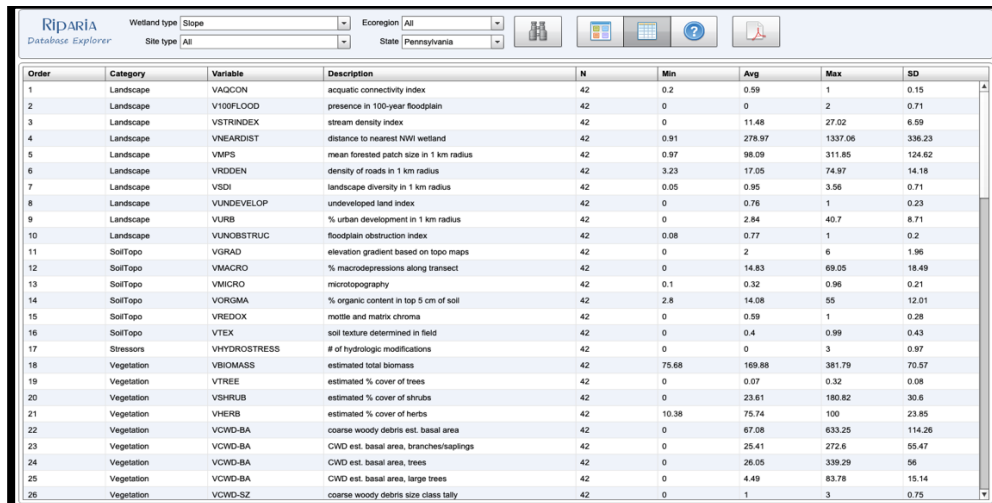 RIPARIA
Database Explorer
Wetland type Slope
Ecoregion All
Site type All
State Pennsylvania
Order Category Variable Description N Min Avg Max SD
1 Landscape VAQCON acquatic connectivity index 42 0.2 0.59 1 0.15
2 Landscape V100FLOOD presence in 100-year floodplain 42 0 0 2 0.71
3 Landscape VSTRINDEX stream density index 42 0 11.48 27.02 6.59
4 Landscape VNEARDIST distance to nearest NWI wetland 42 0.91 278.97 1337.06 336.23
5 Landscape VMPS mean forested patch size in 1 km radius 42 0.97 98.09 311.85 124.62
6 Landscape VRDDEN density of roads in 1 km radius 42 3.23 17.05 74.97 14.18
7 Landscape VSDI landscape diversity in 1 km radius 42 0.05 0.95 3.56 0.71
8 Landscape VUNDEVELOP undeveloped land index 42 0 0.76 1 0.23
9 Landscape VURB % urban development in 1 km radius 42 0 2.84 40.7 8.71
10 Landscape VUNOBSTRUC floodplain obstruction index 42 0.08 0.77 1 0.2
11 SoilTopo VGRAD elevation gradient based on topo maps 42 0 2 6 1.96
12 SoilTopo VMACRO % macrodepressions along transect 42 0 14.83 69.05 18.49
13 SoilTopo VMICRO microtopography 42 0.1 0.32 0.96 0.21
14 SoilTopo VORGMA % organic content in top 5 cm of soil 42 2.8 14.08 55 12.01
15 SoilTopo VREDOX mottle and matrix chroma 42 0 0.59 1 0.28
16 SoilTopo VTEX soil texture determined in field 42 0 0.4 0.99 0.43
17 Stressors VHYDROSTRESS # of hydrologic modifications 42 0 0 3 0.97
18 Vegetation VBIOMASS estimated total biomass 42 75.68 169.88 381.79 70.57
19 Vegetation VTREE estimated % cover of trees 42 0 0.07 0.32 0.08
20 Vegetation VSHRUB estimated % cover of shrubs 42 0 23.61 180.82 30.6
21 Vegetation VHERB estimated % cover of herbs 42 10.38 75.74 100 23.85
22 Vegetation VCWD-BA coarse woody debris est. basal area 42 0 67.08 633.25 114.26
23 Vegetation VCWD-BA CWD est. basal area, branches/saplings 42 0 25.41 272.6 55.47
24 Vegetation VCWD-BA CWD est. basal area, trees 42 0 26.05 339.29 56
25 Vegetation VCWD-BA CWD est. basal area, large trees 42 0 4.49 83.78 15.14
26 Vegetation VCWD-SZ coarse woody debris size class tally 42 0 1 3 0.75